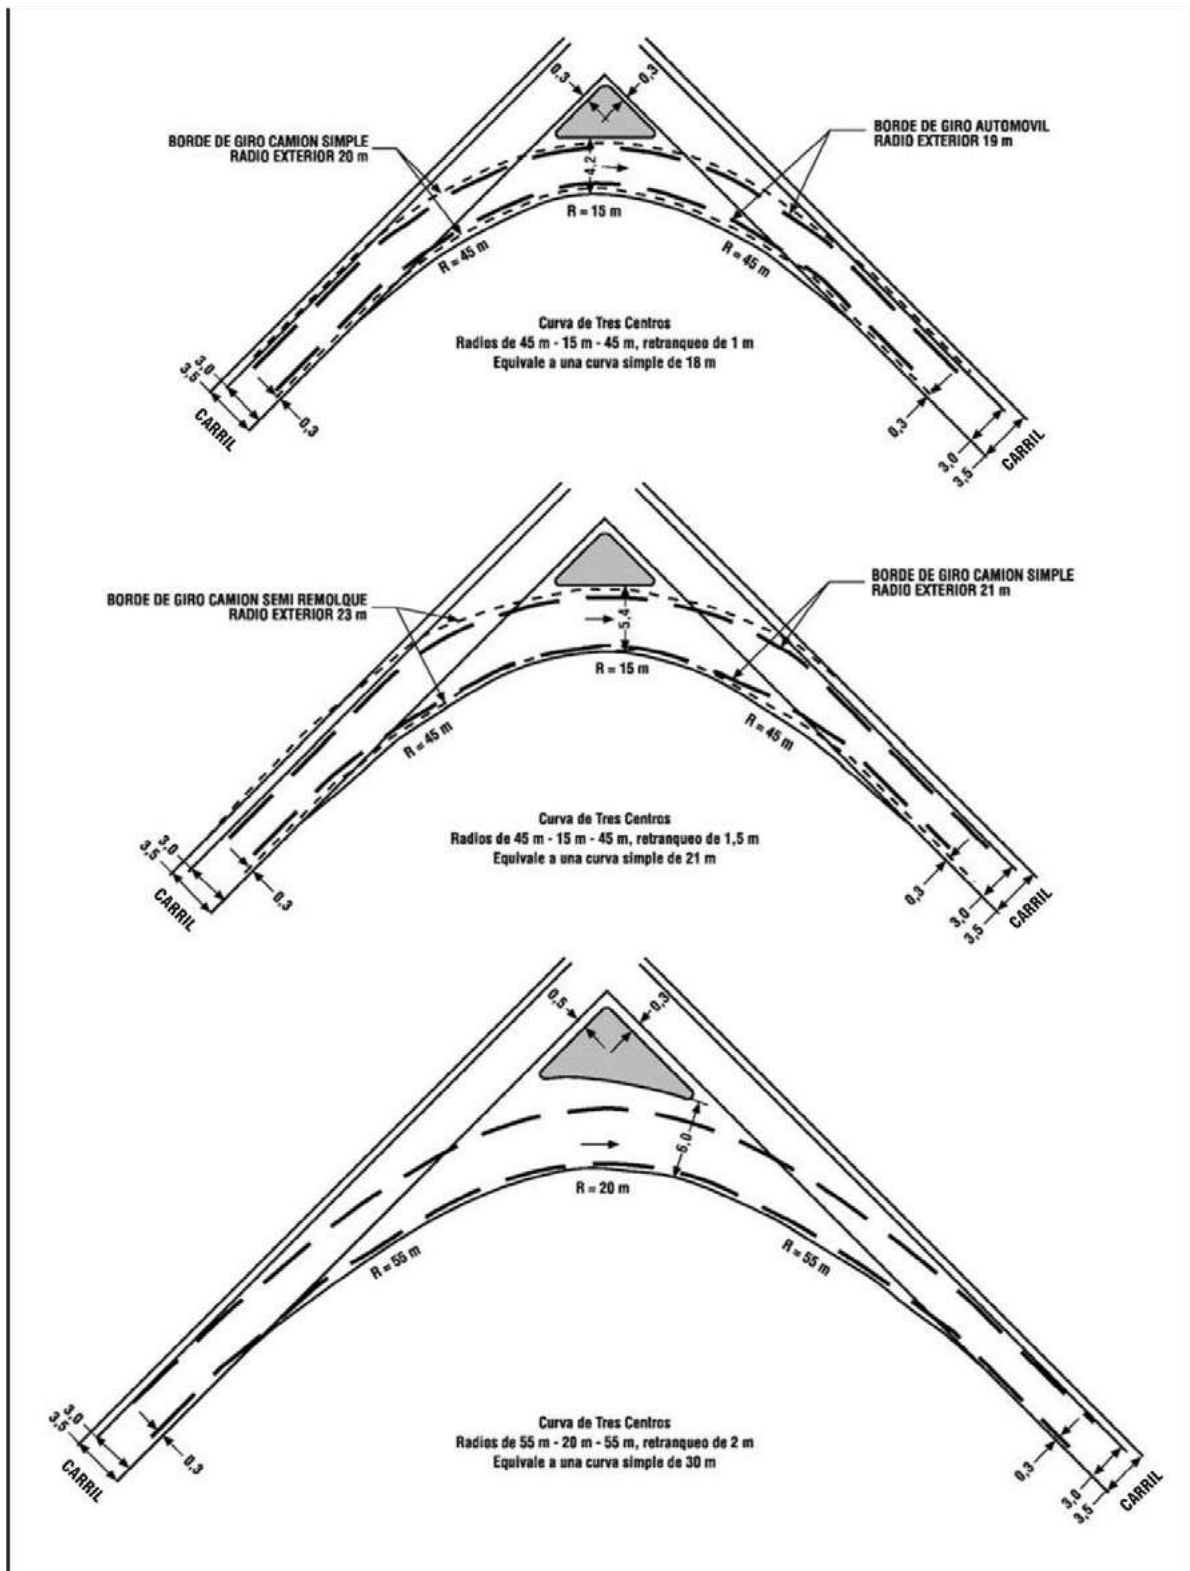 0,3
0,3
BORDE DE GIRO CAMION SIMPLE
RADIO EXTERIOR 20 m
BORDE DE GIRO AUTOMOVIL
RADIO EXTERIOR 19 m
4,2
R = 15 m
R = 45 m
R = 45 m
Curva de Tres Centros
Radios de 45 m - 15 m - 45 m, retranqueo de 1 m
Equivale a una curva simple de 18 m
3,0
3,5
CARRIL
0,3
0,3
3,0
3,5
CARRIL
BORDE DE GIRO CAMION SEMI REMOLQUE
RADIO EXTERIOR 23 m
BORDE DE GIRO CAMION SIMPLE
RADIO EXTERIOR 21 m
5,4
R = 15 m
R = 45 m
R = 45 m
Curva de Tres Centros
Radios de 45 m - 15 m - 45 m, retranqueo de 1,5 m
Equivale a una curva simple de 21 m
3,0
3,5
CARRIL
0,3
0,3
3,0
3,5
CARRIL
0,5
0,3
6,0
R = 20 m
R = 55 m
R = 55 m
Curva de Tres Centros
Radios de 55 m - 20 m - 55 m, retranqueo de 2 m
Equivale a una curva simple de 30 m
3,0
3,5
CARRIL
0,3
0,3
3,0
3,5
CARRIL